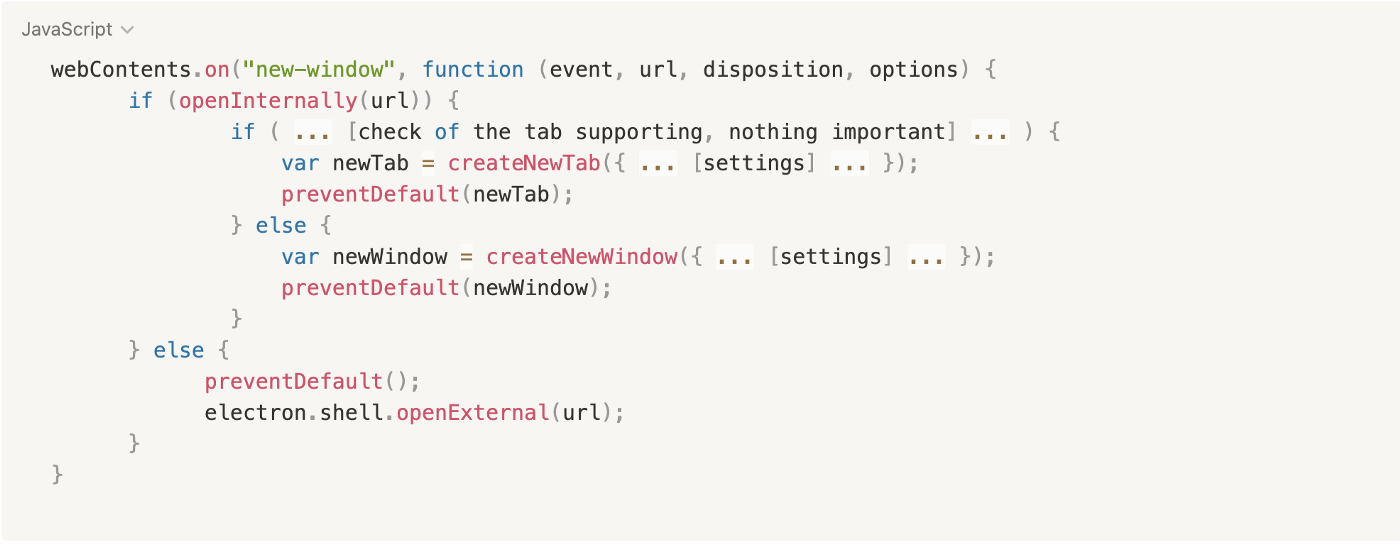 JavaScript
webContents.on("new-window", function (event, url, disposition, options) {
if (openInternally(url)) {
if ( ... [check of the tab supporting, nothing important] ... ) {
var newTab = createNewTab({ ... [settings] ... });
preventDefault(newTab);
} else {
var newWindow = createNewWindow({ ... [settings] ... });
preventDefault(newWindow);
}
} else {
preventDefault();
electron.shell.openExternal(url);
}
}